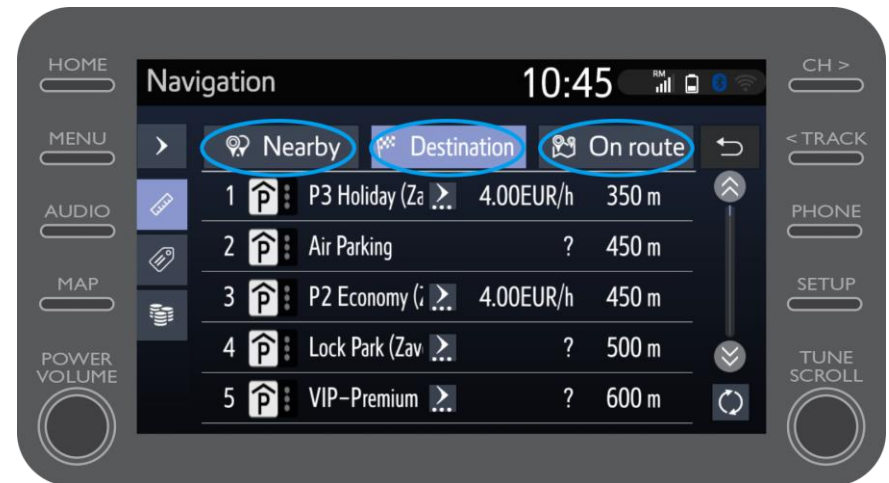 HOME
CH >
Navigation 10:45 RM
MENU
< TRACK
Nearby Destination On route
AUDIO
PHONE
1 P P3 Holiday (Za 4.00EUR/h 350 m
2 P Air Parking ? 450 m
MAP
SETUP
3 P P2 Economy ( 4.00EUR/h 450 m
4 P Lock Park (Zav ? 500 m
POWER
VOLUME
TUNE
SCROLL
5 P VIP-Premium ? 600 m